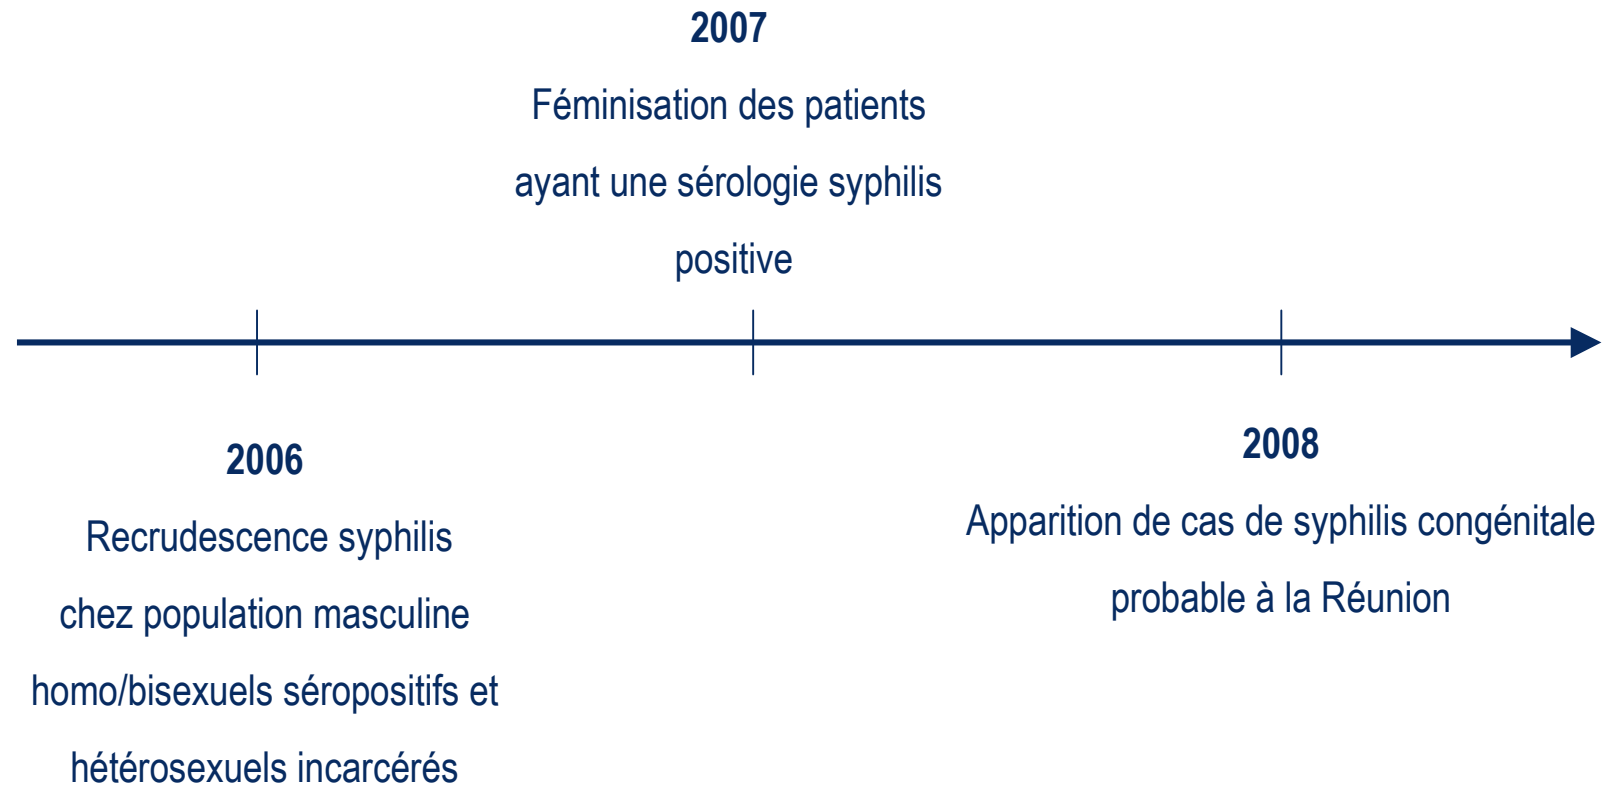 2007
Féminisation des patients
ayant une sérologie syphilis
positive
2006
Recrudescence syphilis
chez population masculine
homo/bisexuels séropositifs et
hétérosexuels incarcérés
2008
Apparition de cas de syphilis congénitale
probable à la Réunion